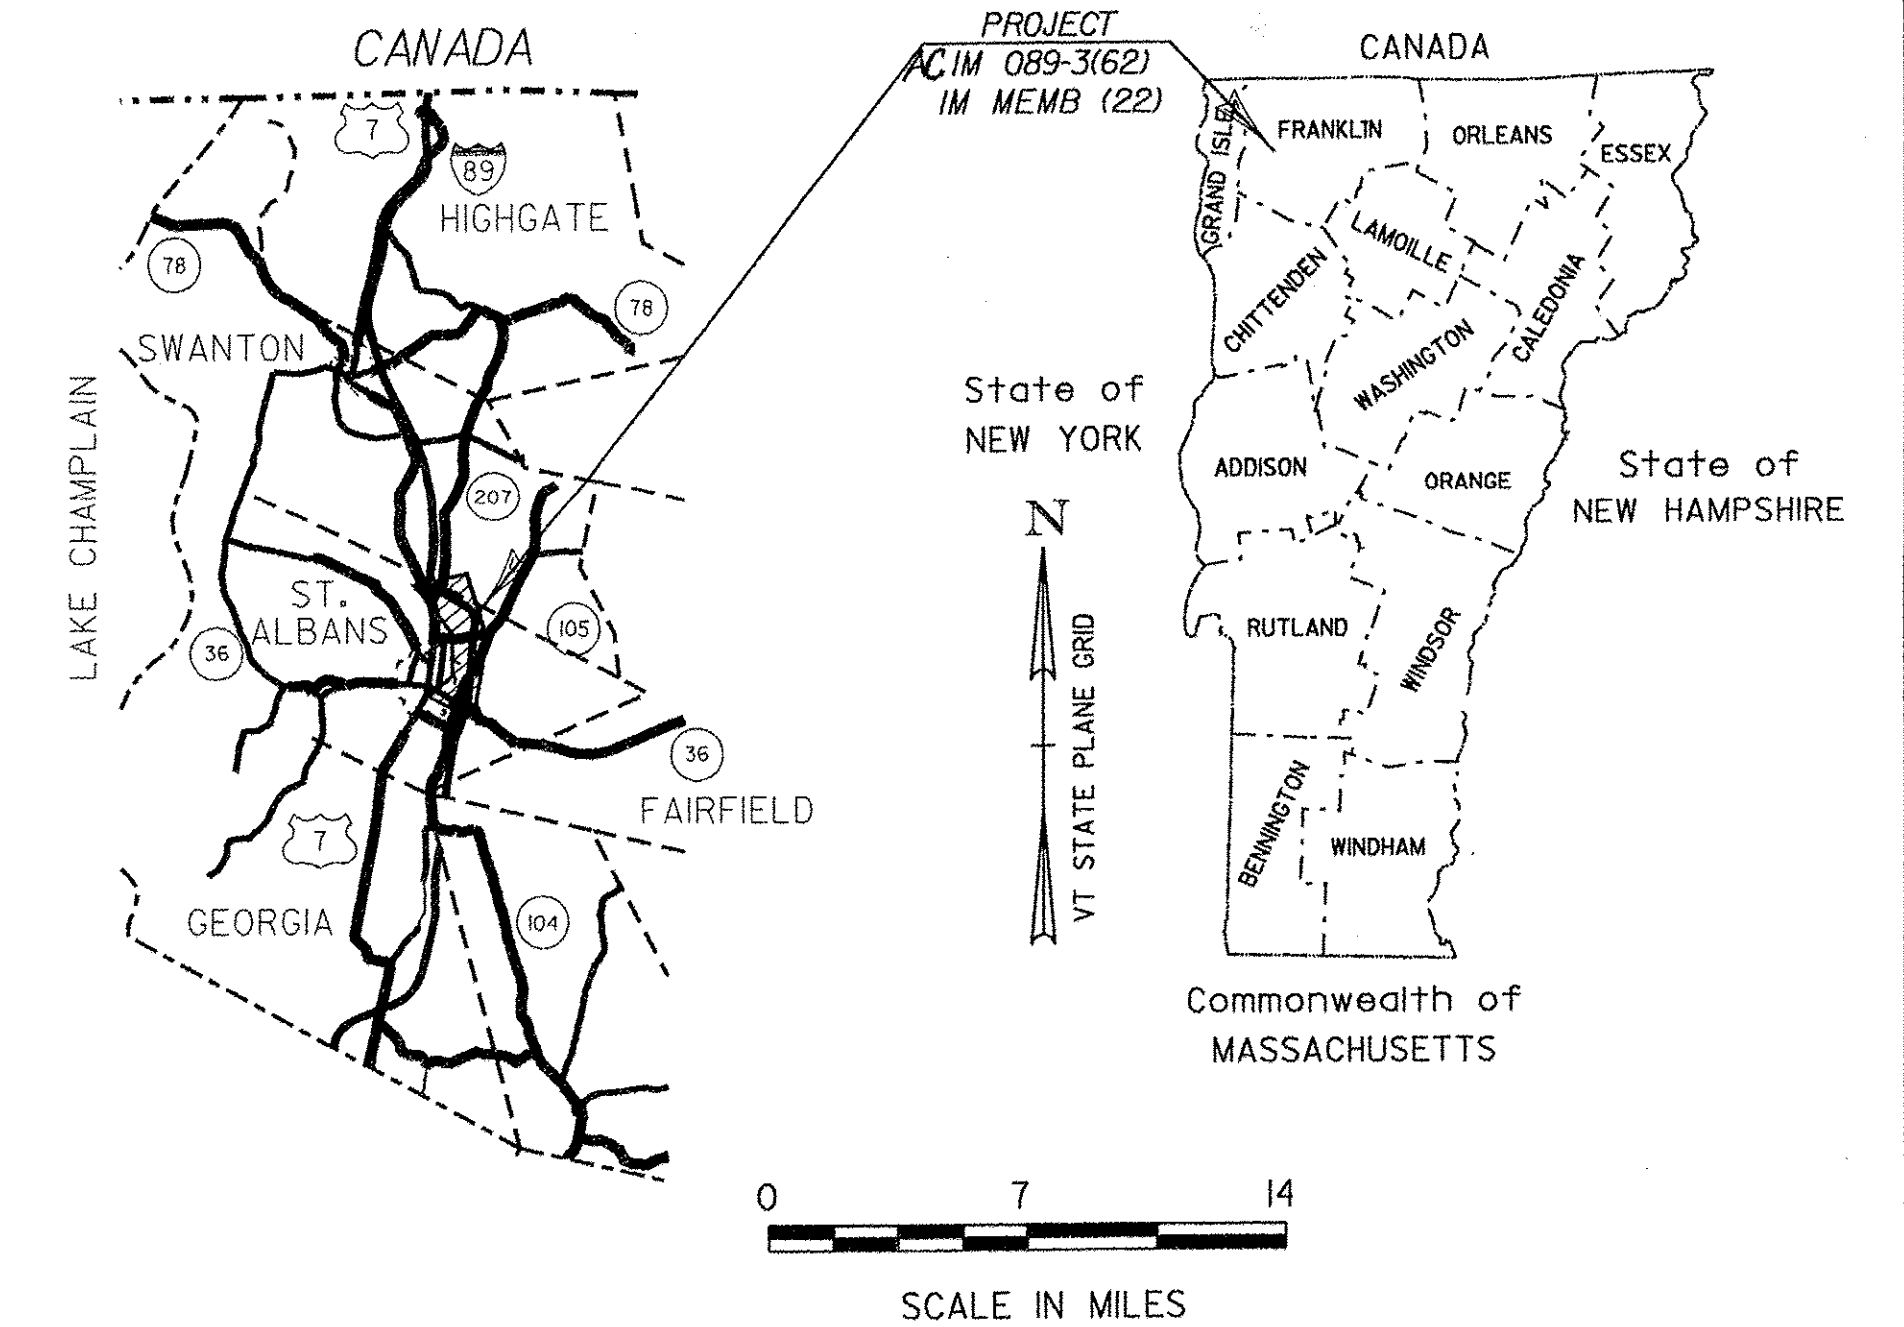 CANADA
PROJECT
ACIM 089-3(62)
IM MEMB (22)
CANADA
7
89
HIGHGATE
78
78
SWANTON
LAKE CHAMPLAIN
207
ST.
ALBANS
105
36
36
FAIRFIELD
7
GEORGIA
104
GRAND ISLE
FRANKLIN
ORLEANS
ESSEX
LAMOILLE
CHITTENDEN
CALEDONIA
WASHINGTON
State of
NEW YORK
ADDISON
ORANGE
State of
NEW HAMPSHIRE
N
VT STATE PLANE GRID
RUTLAND
WINDSOR
BENNINGTON
WINDHAM
Commonwealth of
MASSACHUSETTS
0 7 14
SCALE IN MILES